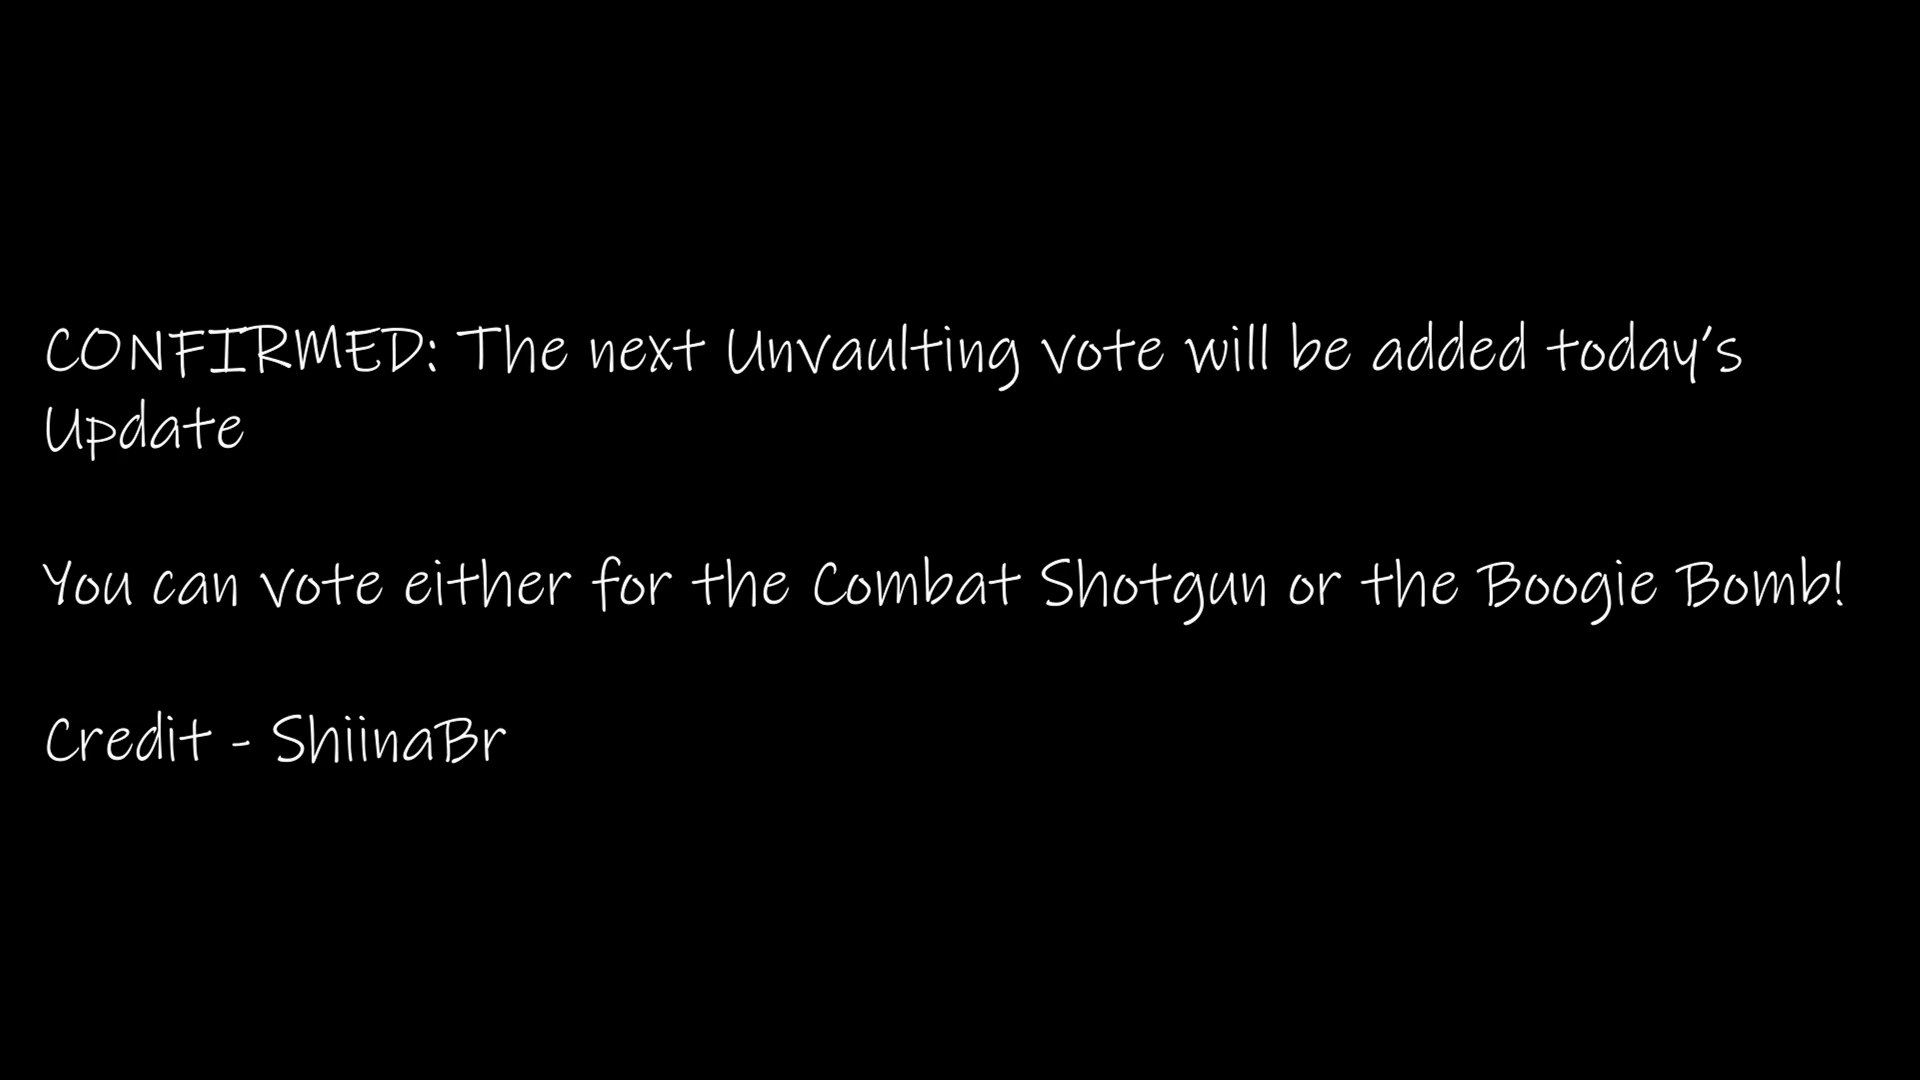 CONFIRMED: The next Unvaulting vote will be added today's
Update
You can vote either for the Combat Shotgun or the Boogie Bomb!
Credit - ShiinaBr